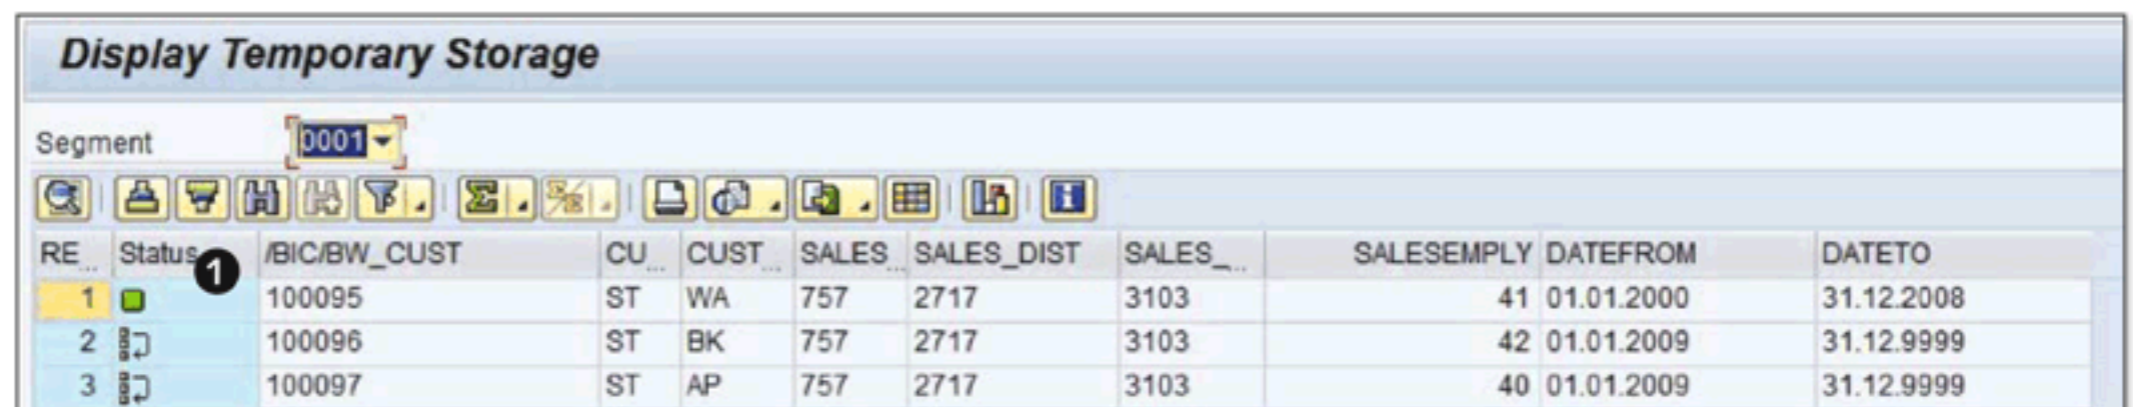 Display Temporary Storage
Segment 0001
RE... Status 1 /BIC/BW_CUST CU... CUST... SALES... SALES_DIST SALES_... SALESEMPLY DATEFROM DATETO
1 100095 ST WA 757 2717 3103 41 01.01.2000 31.12.2008
2 100096 ST BK 757 2717 3103 42 01.01.2009 31.12.9999
3 100097 ST AP 757 2717 3103 40 01.01.2009 31.12.9999